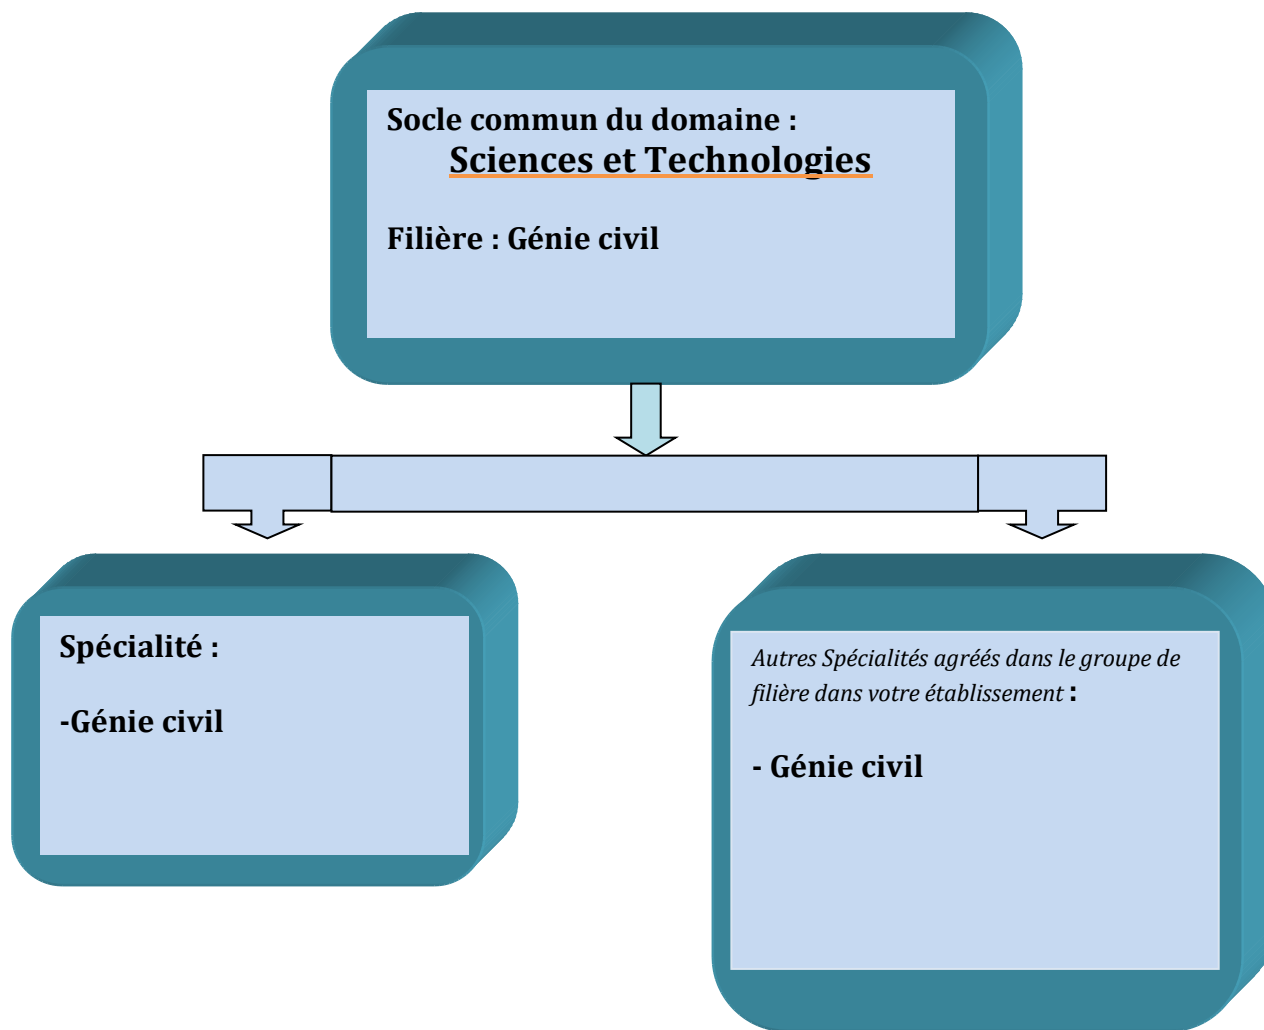 Socle commun du domaine :
Sciences et Technologies
Filière : Génie civil
Spécialité :
-Génie civil
Autres Spécialités agréés dans le groupe de
filière dans votre établissement :
- Génie civil